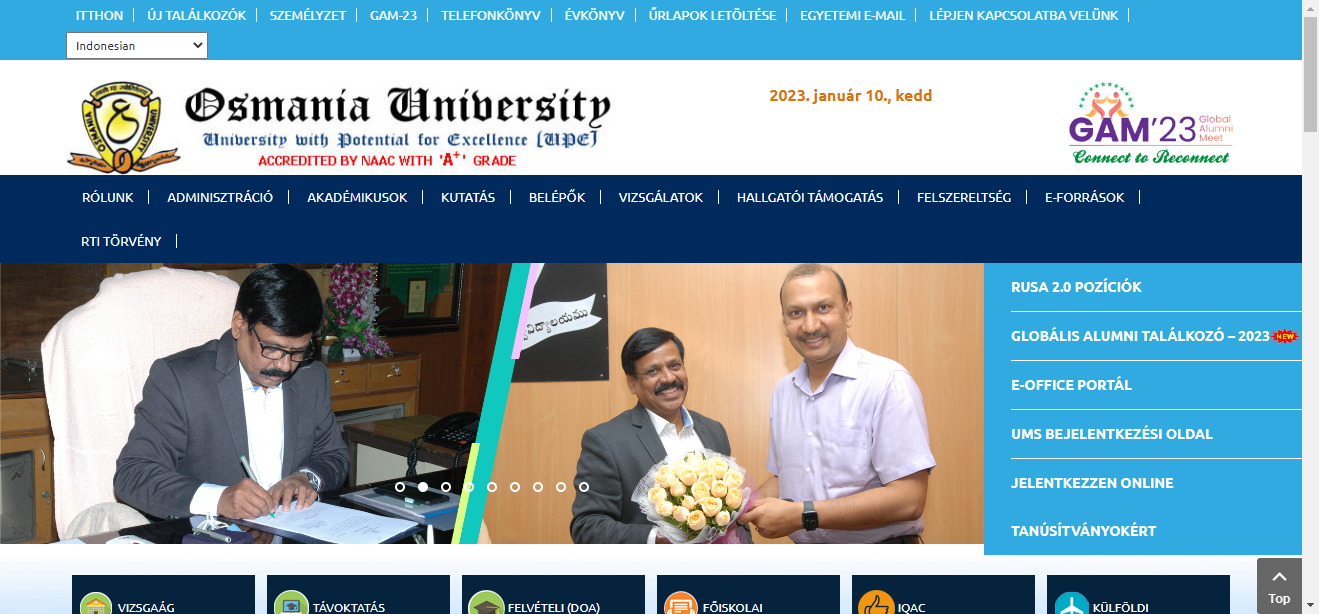 ITTHON ÚJ TALÁLKOZÓK SZEMÉLYZET GAM-23 TELEFONKÖNYV ÉVKÖNYV ŰRLAPOK LETÖLTÉSE EGYETEMI E-MAIL LÉPJEN KAPCSOLATBA VELÜNK
Indonesian
Osmania University
University with Potential for Excellence [UPE]
ACCREDITED BY NAAC WITH 'A+' GRADE
2023. január 10., kedd
GAM'23 Global Alumni Meet
Connect to Reconnect
RÓLUNK ADMINISZTRÁCIÓ AKADÉMIKUSOK KUTATÁS BELÉPŐK VIZSGÁLATOK HALLGATÓI TÁMOGATÁS FELSZERELTSÉG E-FORRÁSOK
RTI TÖRVÉNY
RUSA 2.0 POZÍCIÓK
GLOBÁLIS ALUMNI TALÁLKOZÓ – 2023 NEW
E-OFFICE PORTÁL
UMS BEJELENTKEZÉSI OLDAL
JELENTKEZZEN ONLINE
TANÚSÍTVÁNYOKÉRT
VIZSGAÁG TÁVOKTATÁS FELVÉTELI (DOA) FŐISKOLAI IQAC KÜLFÖLDI
Top